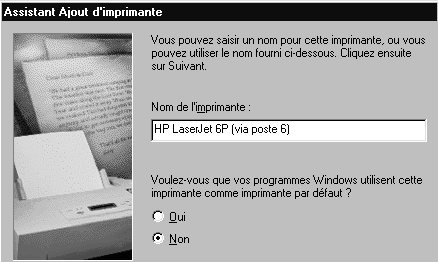 Assistant Ajout d'imprimante
Vous pouvez saisir un nom pour cette imprimante, ou vous
pouvez utiliser le nom fourni ci-dessous. Cliquez ensuite
sur Suivant.
Nom de l'imprimante :
HP LaserJet 6P (via poste 6)
Voulez-vous que vos programmes Windows utilisent cette
imprimante comme imprimante par défaut ?
Oui
Non